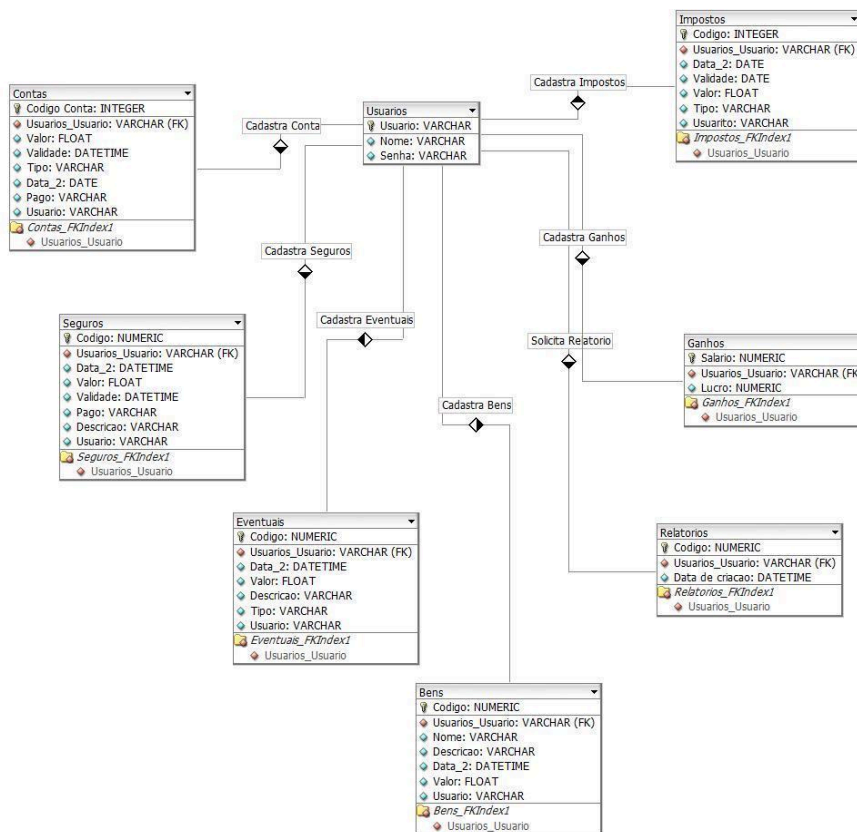 Impostos
Codigo: INTEGER
Usuarios_Usuario: VARCHAR (FK)
Data_2: DATE
Validade: DATE
Valor: FLOAT
Tipo: VARCHAR
Usuarito: VARCHAR
Impostos_FKIndex1
Usuarios_Usuario
Cadastra Impostos
Contas
Codigo Conta: INTEGER
Usuarios_Usuario: VARCHAR (FK)
Valor: FLOAT
Validade: DATETIME
Tipo: VARCHAR
Data_2: DATE
Pago: VARCHAR
Usuario: VARCHAR
Contas_FKIndex1
Usuarios_Usuario
Cadastra Conta
Usuarios
Usuario: VARCHAR
Nome: VARCHAR
Senha: VARCHAR
Cadastra Seguros
Cadastra Ganhos
Cadastra Eventuais
Solicita Relatorio
Cadastra Bens
Seguros
Codigo: NUMERIC
Usuarios_Usuario: VARCHAR (FK)
Data_2: DATETIME
Valor: FLOAT
Validade: DATETIME
Pago: VARCHAR
Descricao: VARCHAR
Usuario: VARCHAR
Seguros_FKIndex1
Usuarios_Usuario
Ganhos
Salario: NUMERIC
Usuarios_Usuario: VARCHAR (FK
Lucro: NUMERIC
Ganhos_FKIndex1
Usuarios_Usuario
Eventuais
Codigo: NUMERIC
Usuarios_Usuario: VARCHAR (FK)
Data_2: DATETIME
Valor: FLOAT
Descricao: VARCHAR
Tipo: VARCHAR
Usuario: VARCHAR
Eventuais_FKIndex1
Usuarios_Usuario
Relatorios
Codigo: NUMERIC
Usuarios_Usuario: VARCHAR (FK)
Data de criacao: DATETIME
Relatorios_FKIndex1
Usuarios_Usuario
Bens
Codigo: NUMERIC
Usuarios_Usuario: VARCHAR (FK)
Nome: VARCHAR
Descricao: VARCHAR
Data_2: DATETIME
Valor: FLOAT
Usuario: VARCHAR
Bens_FKIndex1
Usuarios_Usuario